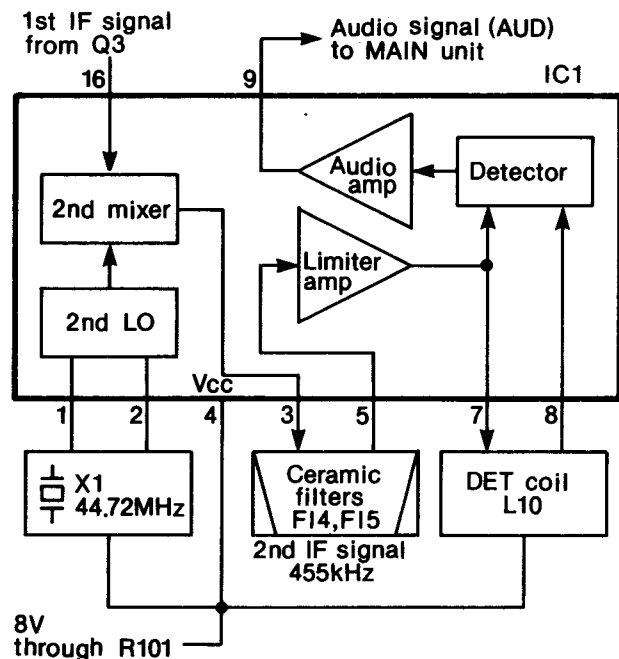 1st IF signal
from Q3
Audio signal (AUD)
to MAIN unit
16
9
IC1
2nd mixer
Audio
amp
Detector
Limiter
amp
2nd LO
Vcc
1
2
4
3
5
7
8
X1
44.72MHz
Ceramic
filters
FI4, FI5
DET coil
L10
2nd IF signal
455kHz
8V
through R101